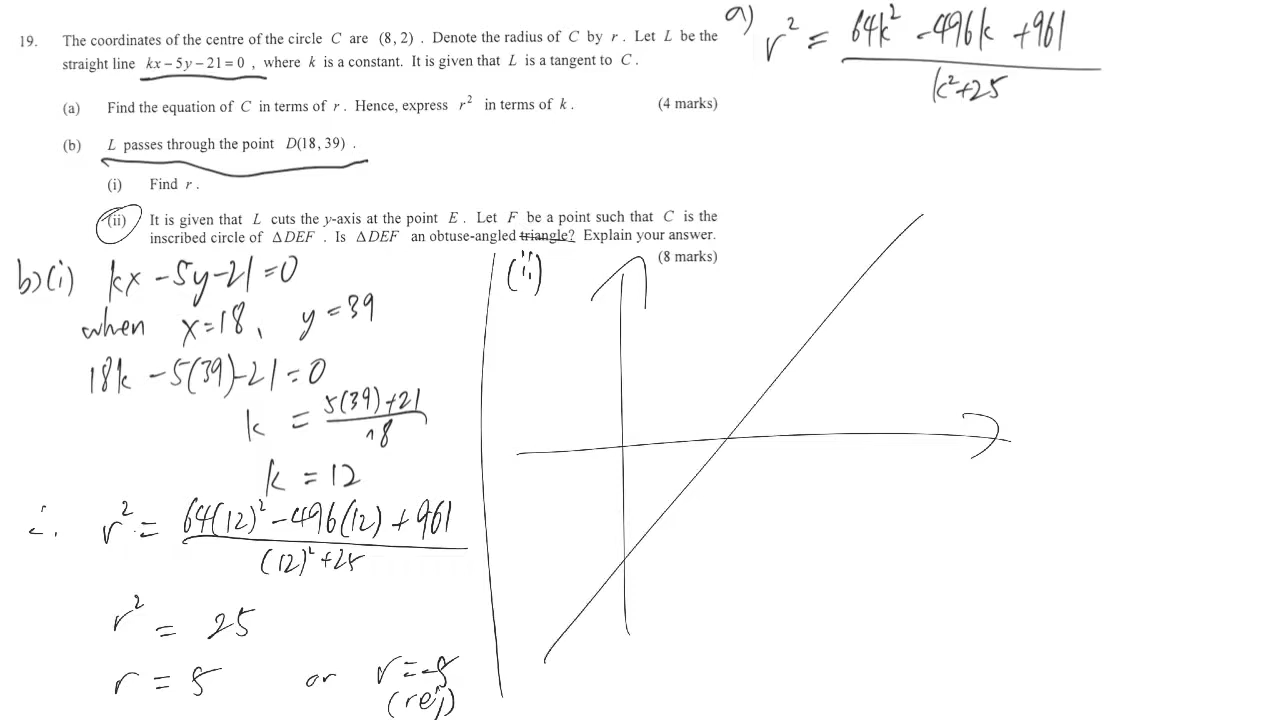 19. The coordinates of the centre of the circle C are (8, 2). Denote the radius of C by r. Let L be the
straight line kx − 5y − 21 = 0, where k is a constant. It is given that L is a tangent to C.
(a) Find the equation of C in terms of r. Hence, express r² in terms of k. (4 marks)
(b) L passes through the point D(18, 39).
(i) Find r.
(ii) It is given that L cuts the y-axis at the point E. Let F be a point such that C is the
inscribed circle of ΔDEF. Is ΔDEF an obtuse-angled triangle? Explain your answer.
(8 marks)
a) r² = (64k² − 496k + 961) / (k² + 25)
b)(i) kx − 5y − 21 = 0
when x = 18, y = 39
18k − 5(39) − 21 = 0
k = (5(39) + 21) / 18
k = 12
∴ r² = (64(12)² − 496(12) + 961) / ((12)² + 25)
r² = 25
r = 5 or r = −5
(rej)
(ii)